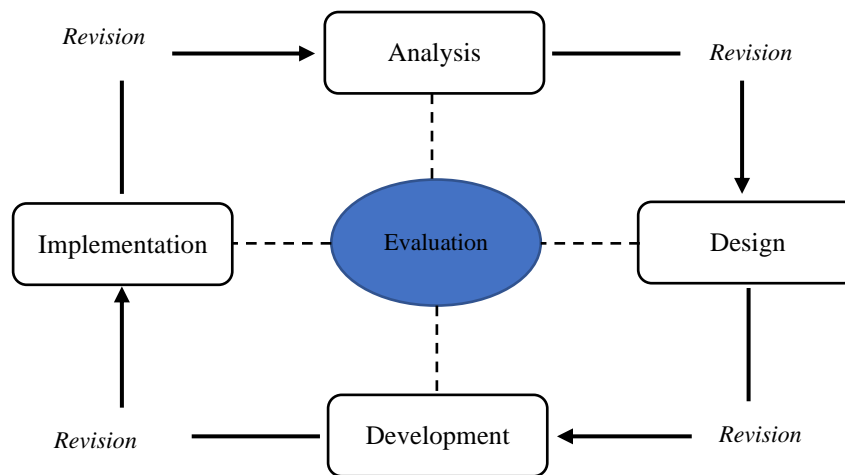 Revision
Analysis
Revision
Implementation
Evaluation
Design
Revision
Development
Revision